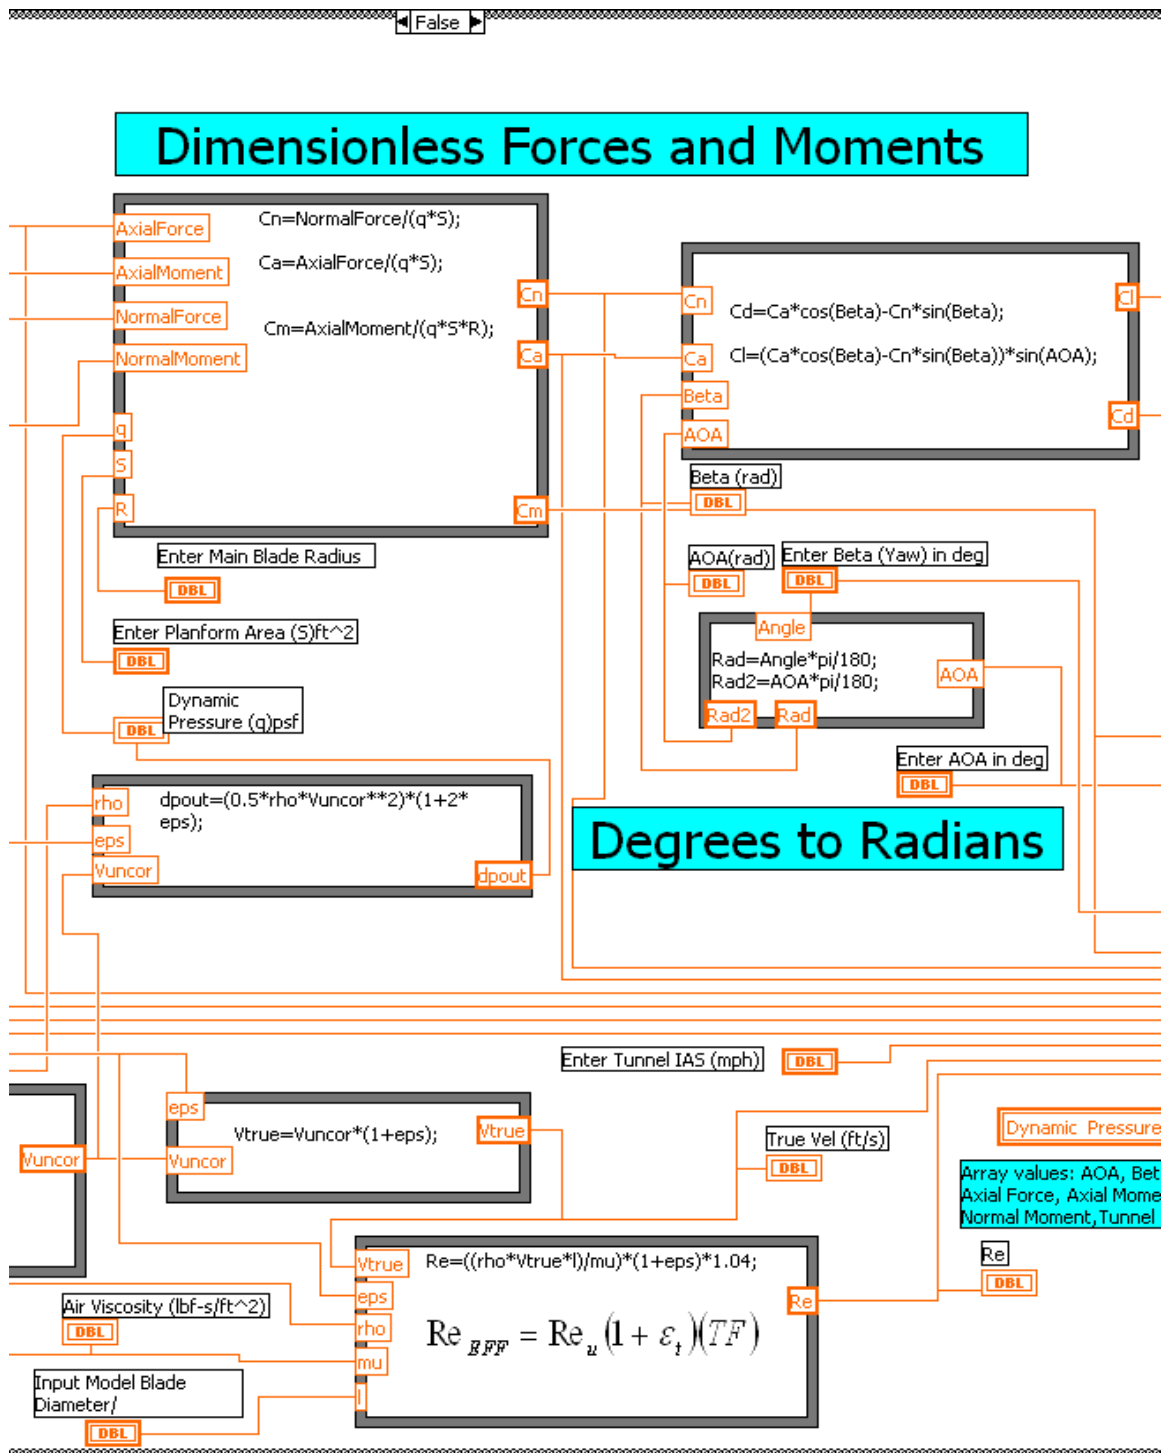 False
Dimensionless Forces and Moments
AxialForce
AxialMoment
NormalForce
NormalMoment
q
S
R
Cn=NormalForce/(q*S);
Ca=AxialForce/(q*S);
Cm=AxialMoment/(q*S*R);
Cn
Ca
Cm
Cn
Ca
Beta
AOA
Cd=Ca*cos(Beta)-Cn*sin(Beta);
Cl=(Ca*cos(Beta)-Cn*sin(Beta))*sin(AOA);
Cl
Cd
Beta (rad)
DBL
Enter Main Blade Radius
DBL
AOA(rad)
DBL
Enter Beta (Yaw) in deg
DBL
Enter Planform Area (S)ft^2
DBL
Angle
Rad=Angle*pi/180;
Rad2=AOA*pi/180;
AOA
Rad2
Rad
Dynamic
Pressure (q)psf
DBL
Enter AOA in deg
DBL
rho
eps
Vuncor
dpout=(0.5*rho*Vuncor**2)*(1+2*
eps);
dpout
Degrees to Radians
Enter Tunnel IAS (mph)
DBL
Vuncor
eps
Vuncor
Vtrue=Vuncor*(1+eps);
Vtrue
True Vel (ft/s)
DBL
Dynamic Pressure
Array values: AOA, Bet
Axial Force, Axial Mome
Normal Moment,Tunnel
Vtrue
eps
rho
mu
l
Re=((rho*Vtrue*l)/mu)*(1+eps)*1.04;
Re EFF = Re u (1 + ε t)(TF)
Re
Re
DBL
Air Viscosity (lbf-s/ft^2)
DBL
Input Model Blade
Diameter/
DBL